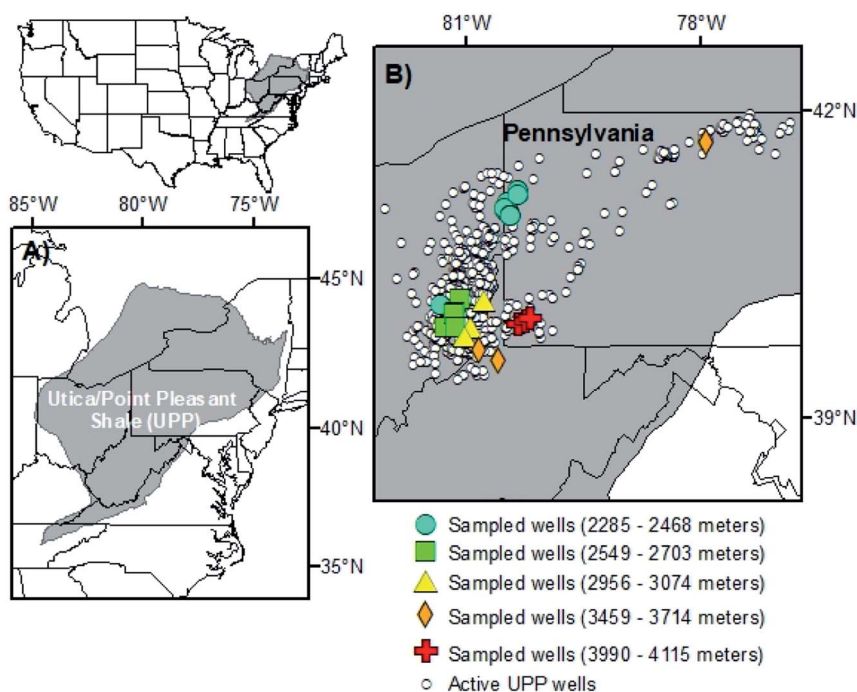 81°W
78°W
B)
42°N
Pennsylvania
39°N
85°W
80°W
75°W
A)
45°N
Utica/Point Pleasant
Shale (UPP)
40°N
35°N
Sampled wells (2285 - 2468 meters)
Sampled wells (2549 - 2703 meters)
Sampled wells (2956 - 3074 meters)
Sampled wells (3459 - 3714 meters)
Sampled wells (3990 - 4115 meters)
Active UPP wells